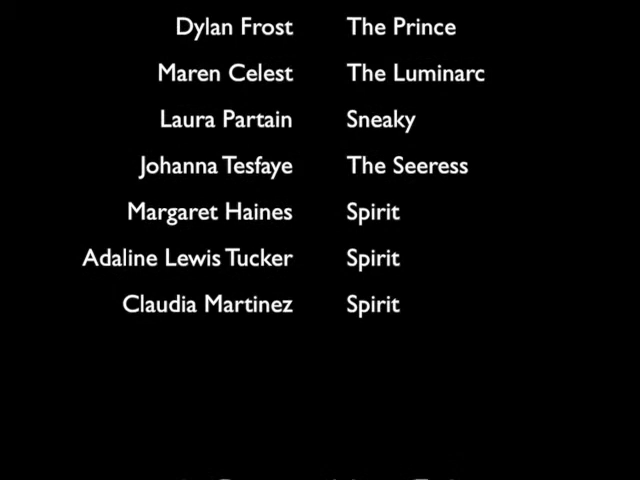 Dylan Frost The Prince
Maren Celest The Luminarc
Laura Partain Sneaky
Johanna Tesfaye The Seeress
Margaret Haines Spirit
Adaline Lewis Tucker Spirit
Claudia Martinez Spirit